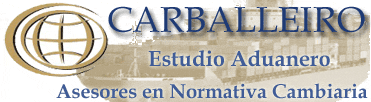 CARBALLEIRO
Estudio Aduanero
Asesores en Normativa Cambiaria